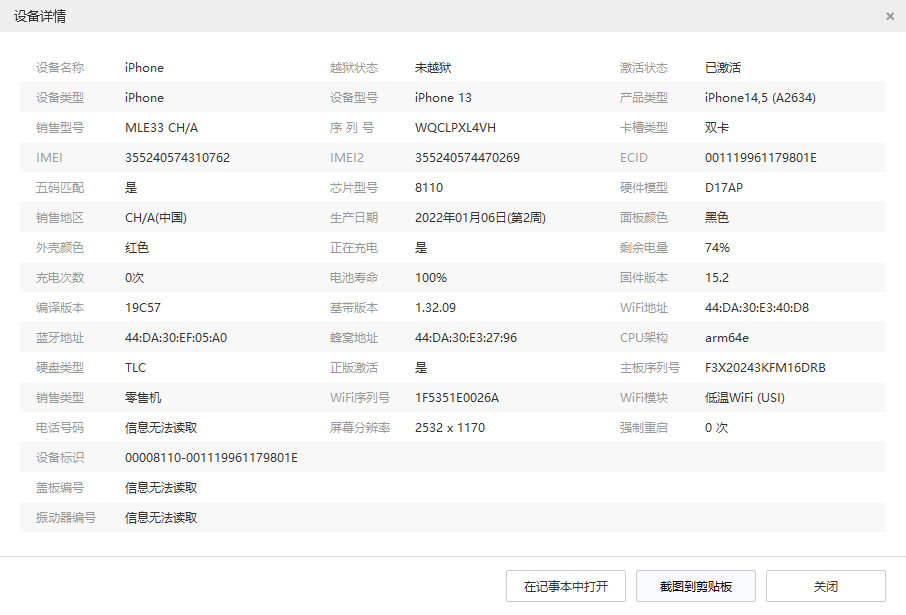 设备详情 ×
设备名称 iPhone 越狱状态 未越狱 激活状态 已激活
设备类型 iPhone 设备型号 iPhone 13 产品类型 iPhone14,5 (A2634)
销售型号 MLE33 CH/A 序 列 号 WQCLPXL4VH 卡槽类型 双卡
IMEI 355240574310762 IMEI2 355240574470269 ECID 001119961179801E
五码匹配 是 芯片型号 8110 硬件模型 D17AP
销售地区 CH/A(中国) 生产日期 2022年01月06日(第2周) 面板颜色 黑色
外壳颜色 红色 正在充电 是 剩余电量 74%
充电次数 0次 电池寿命 100% 固件版本 15.2
编译版本 19C57 基带版本 1.32.09 WiFi地址 44:DA:30:E3:40:D8
蓝牙地址 44:DA:30:EF:05:A0 蜂窝地址 44:DA:30:E3:27:96 CPU架构 arm64e
硬盘类型 TLC 正版激活 是 主板序列号 F3X20243KFM16DRB
销售类型 零售机 WiFi序列号 1F5351E0026A WiFi模块 低温WiFi (USI)
电话号码 信息无法读取 屏幕分辨率 2532 x 1170 强制重启 0 次
设备标识 00008110-001119961179801E
盖板编号 信息无法读取
振动器编号 信息无法读取
在记事本中打开 截图到剪贴板 关闭